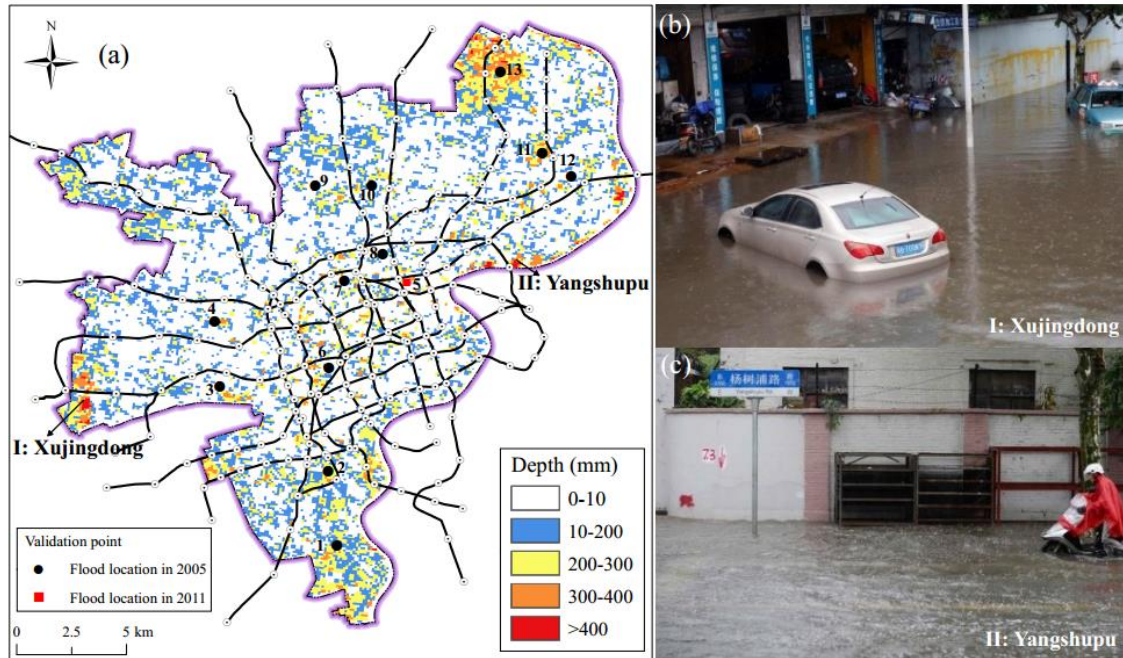 N
(a)
13
11
12
9
10
8
II: Yangshupu
5
4
6
3
I: Xujingdong
2
1
Validation point
Flood location in 2005
Flood location in 2011
0 2.5 5 km
Depth (mm)
0-10
10-200
200-300
300-400
>400
(b)
I: Xujingdong
(c)
杨树浦路
23
II: Yangshupu